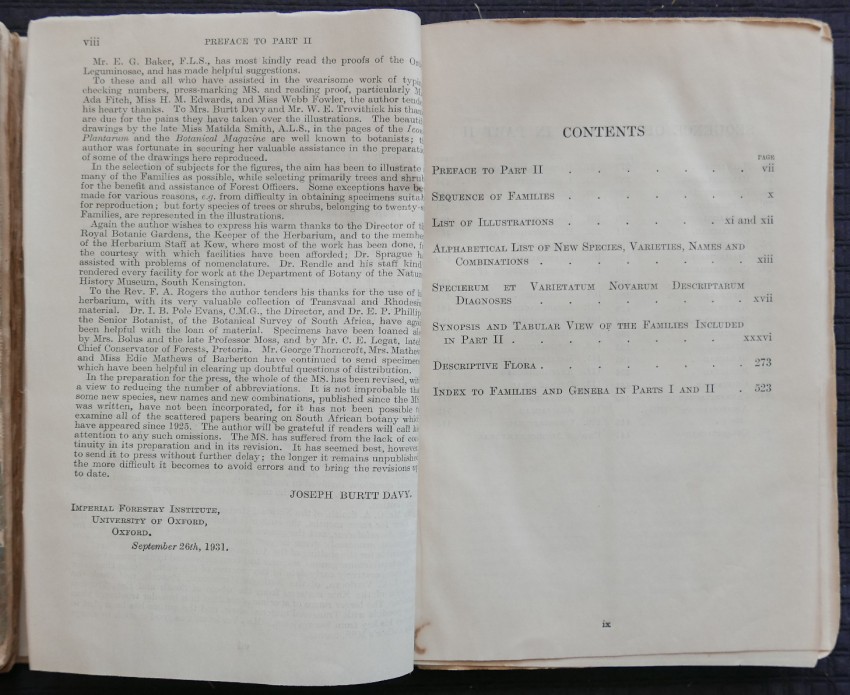 viii PREFACE TO PART II
Mr. E. G. Baker, F.L.S., has most kindly read the proofs of the
Leguminosae, and has made helpful suggestions.
To these and all who have assisted in the wearisome work of
checking numbers, press-marking MS. and reading proof, particularly
Ada Fitch, Miss H. M. Edwards, and Miss Webb Fowler, the author
his hearty thanks. To Mrs. Burtt Davy and Mr. W. E. Trevithick his
are due for the pains they have taken over the illustrations. The
drawings by the late Miss Matilda Smith, A.L.S., in the pages of the
Plantarum and the Botanical Magazine are well known to botanists;
author was fortunate in securing her valuable assistance in the
of some of the drawings here reproduced.
In the selection of subjects for the figures, the aim has been to illustrate
many of the Families as possible, while selecting primarily trees and
for the benefit and assistance of Forest Officers. Some exceptions have
made for various reasons, e.g. from difficulty in obtaining specimens
for reproduction; but forty species of trees or shrubs, belonging to
Families, are represented in the illustrations.
Again the author wishes to express his warm thanks to the Director of
Royal Botanic Gardens, the Keeper of the Herbarium, and to the
of the Herbarium Staff at Kew, where most of the work has been done,
the courtesy with which facilities have been afforded; Dr. Sprague
assisted with problems of nomenclature. Dr. Rendle and his staff
rendered every facility for work at the Department of Botany of the
History Museum, South Kensington.
To the Rev. F. A. Rogers the author tenders his thanks for the use of
herbarium, with its very valuable collection of Transvaal and
material. Dr. I. B. Pole Evans, C.M.G., the Director, and Dr. E. P.
the Senior Botanist, of the Botanical Survey of South Africa, have
been helpful with the loan of material. Specimens have been loaned
by Mrs. Bolus and the late Professor Moss, and by Mr. C. E. Legat,
Chief Conservator of Forests, Pretoria. Mr. George Thorncroft, Mrs.
and Miss Edie Mathews of Barberton have continued to send
which have been helpful in clearing up doubtful questions of distribution.
In the preparation for the press, the whole of the MS. has been revised,
a view to reducing the number of abbreviations. It is not improbable
some new species, new names and new combinations, published since the
was written, have not been incorporated, for it has not been possible
examine all of the scattered papers bearing on South African botany
have appeared since 1925. The author will be grateful if readers will call
attention to any such omissions. The MS. has suffered from the lack of
tinuity in its preparation and in its revision. It has seemed best,
to send it to press without further delay; the longer it remains
the more difficult it becomes to avoid errors and to bring the revisions
to date.
JOSEPH BURTT DAVY.
IMPERIAL FORESTRY INSTITUTE,
UNIVERSITY OF OXFORD,
OXFORD.
September 26th, 1931.
CONTENTS
PAGE
PREFACE TO PART II . . . . . . . vii
SEQUENCE OF FAMILIES . . . . . . . x
LIST OF ILLUSTRATIONS . . . . . . xi and xii
ALPHABETICAL LIST OF NEW SPECIES, VARIETIES, NAMES AND
COMBINATIONS . . . . . . . . xiii
SPECIERUM ET VARIETATUM NOVARUM DESCRIPTARUM
DIAGNOSES . . . . . . . xvii
SYNOPSIS AND TABULAR VIEW OF THE FAMILIES INCLUDED
IN PART II . . . . . . . . xxxvi
DESCRIPTIVE FLORA . . . . . . . . 273
INDEX TO FAMILIES AND GENERA IN PARTS I AND II . 523
ix